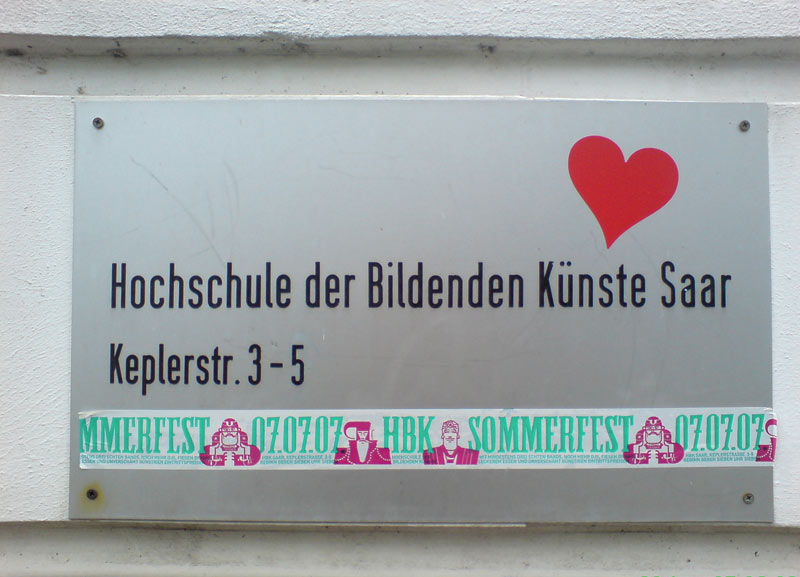 Hochschule der Bildenden Künste Saar
Keplerstr. 3-5
MMERFEST 07.07.07 HBK SOMMERFEST 07.07.07